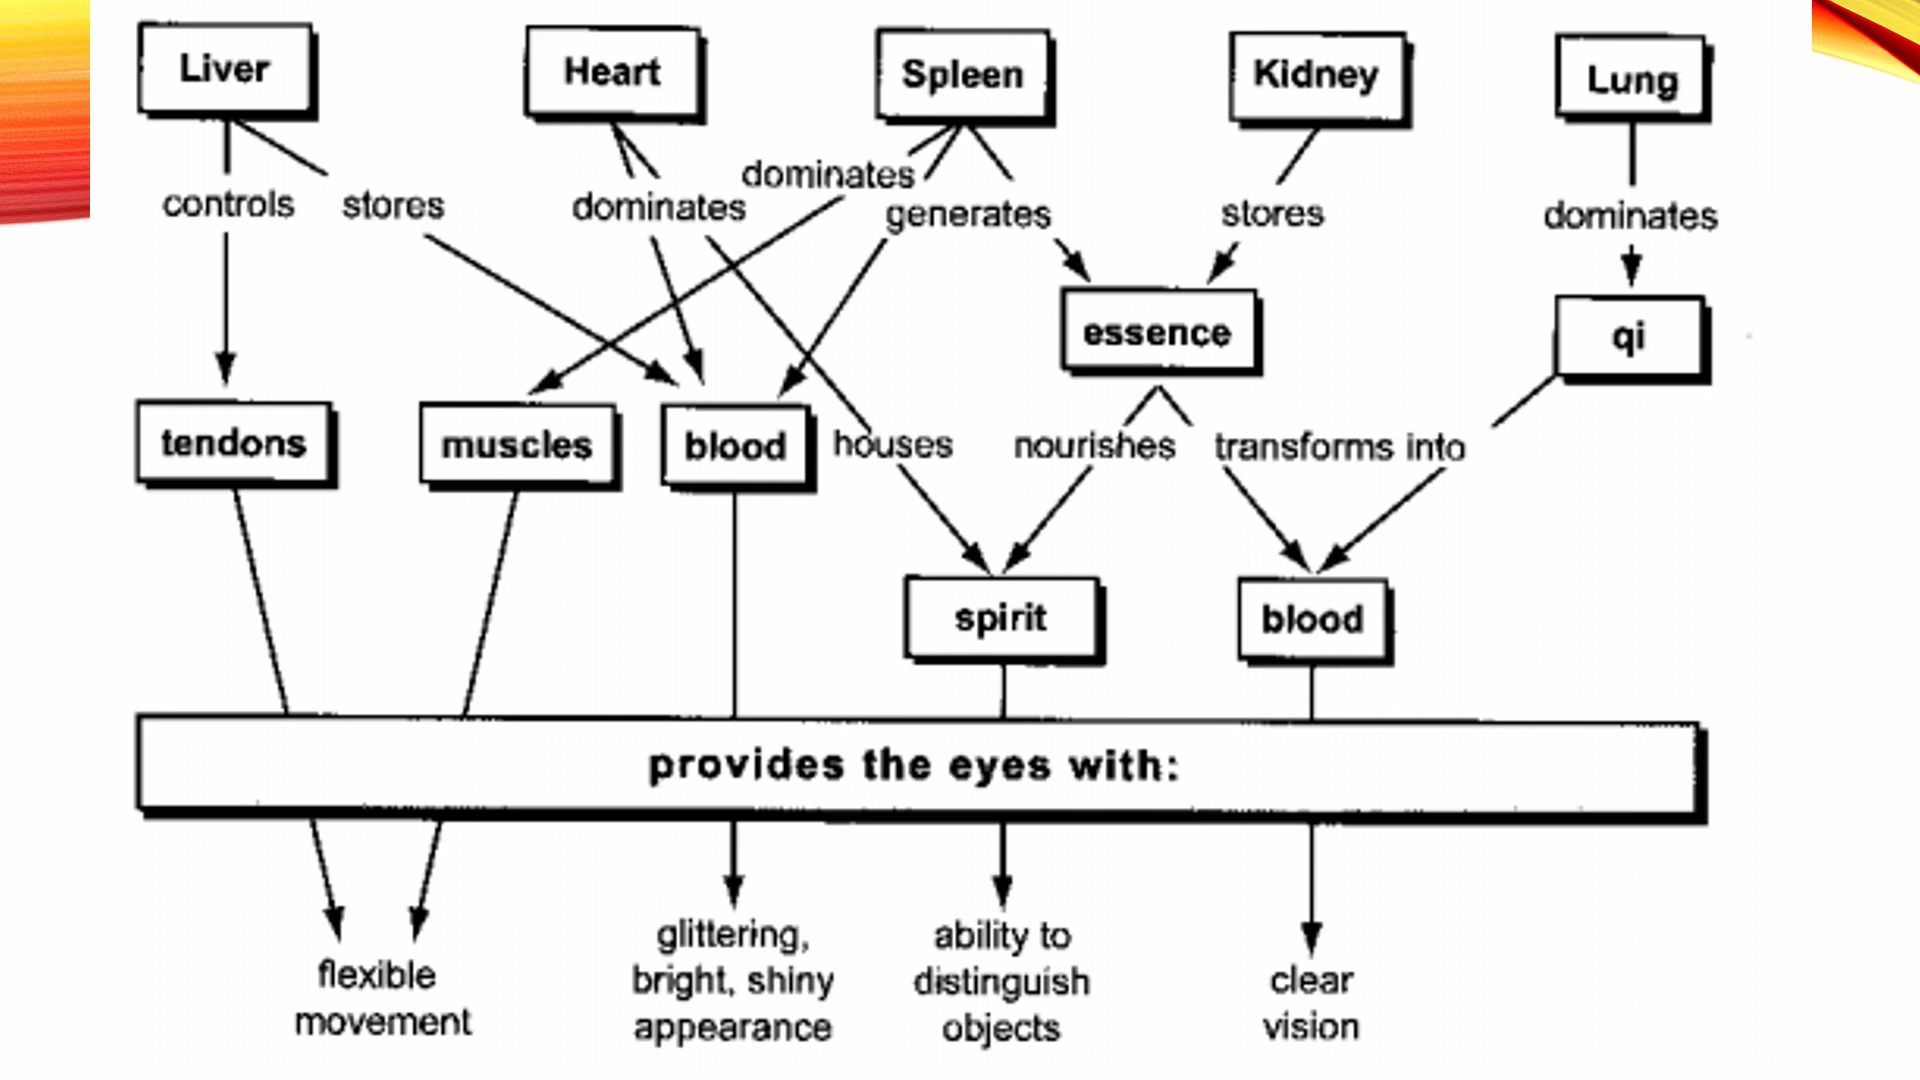 Liver
Heart
Spleen
Kidney
Lung
controls
stores
dominates
dominates
generates
stores
dominates
essence
qi
tendons
muscles
blood
houses
nourishes
transforms into
spirit
blood
provides the eyes with:
flexible
movement
glittering,
bright, shiny
appearance
ability to
distinguish
objects
clear
vision